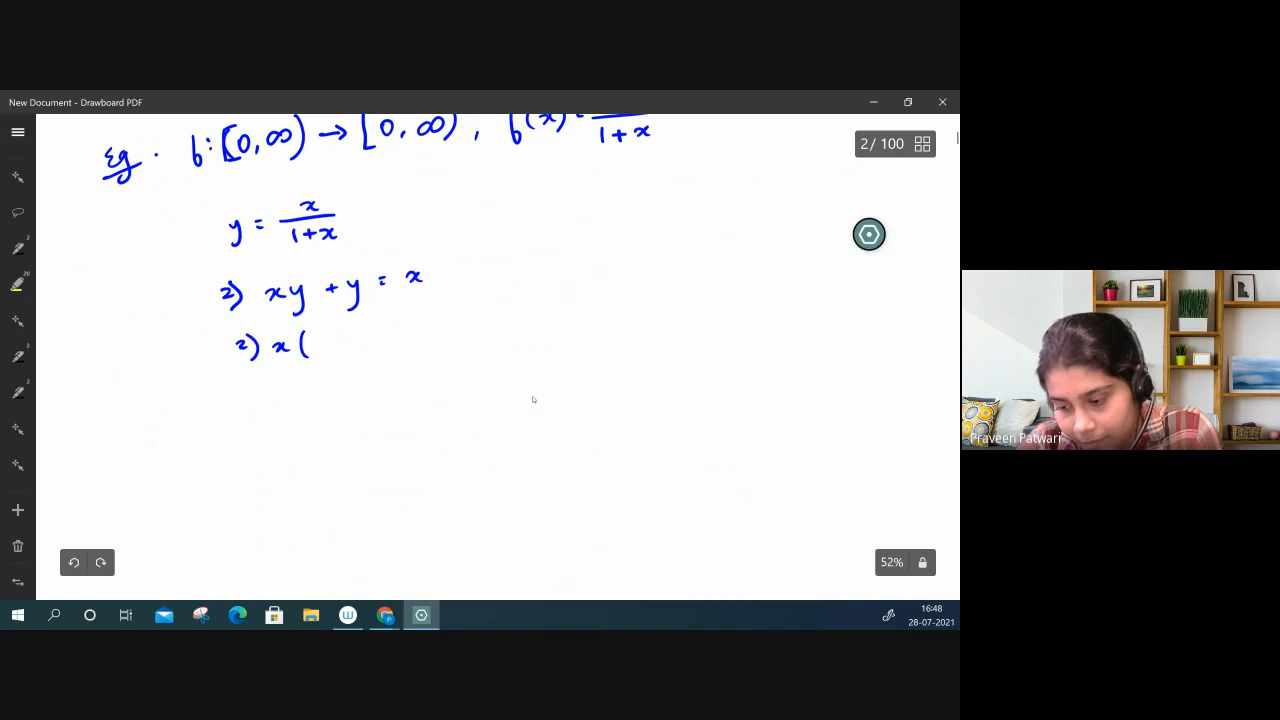 New Document - Drawboard PDF
Eg. f: [0, ∞) → [0, ∞), f(x) = 
1 + x
2 / 100
y = x
1 + x
⇒) xy + y = x
⇒) x (
Praveen Patwari
52%
16:48
28-07-2021